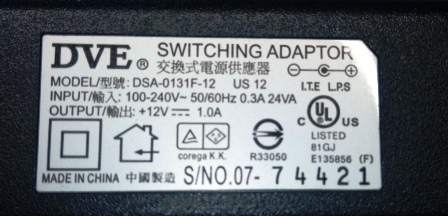 DVE® SWITCHING ADAPTOR
交換式電源供應器
I.T.E L.P.S
MODEL/型號: DSA-0131F-12 US 12
INPUT/輸入: 100-240V~ 50/60Hz 0.3A 24VA
OUTPUT/輸出: +12V⎓ 1.0A
C UL US
LISTED
81GJ
E135856 (F)
corega K.K.
R33050
MADE IN CHINA 中國製造 S/NO.07- 74421